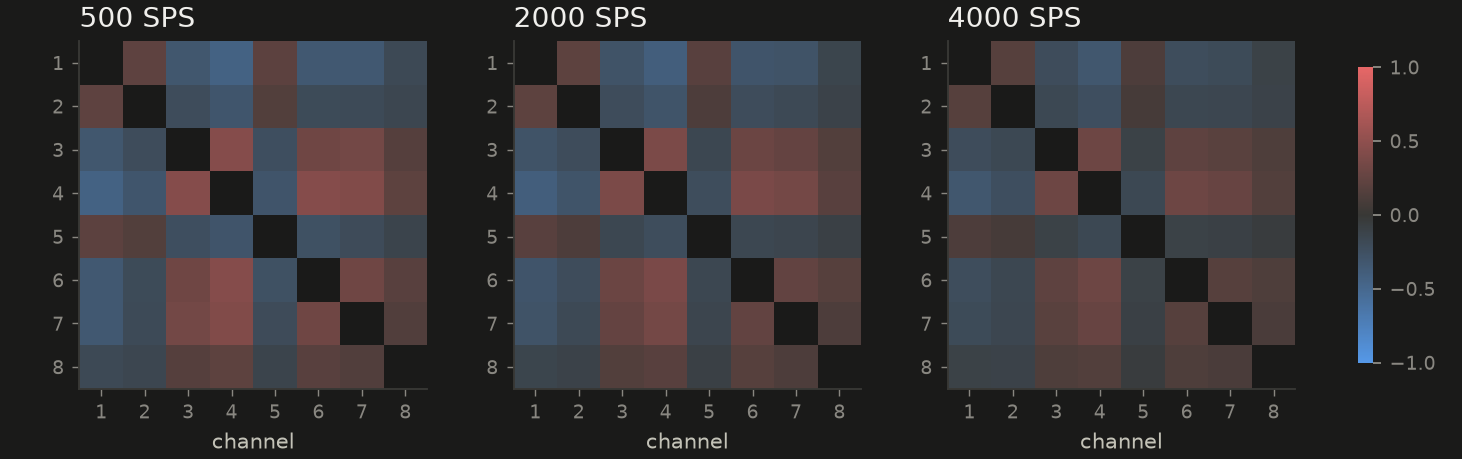 500 SPS 2000 SPS 4000 SPS
1 1 1 1.0
2 2 2
3 3 3 0.5
4 4 4
5 5 5 0.0
6 6 6
7 7 7 −0.5
8 8 8 −1.0
1 2 3 4 5 6 7 8 1 2 3 4 5 6 7 8 1 2 3 4 5 6 7 8
channel channel channel